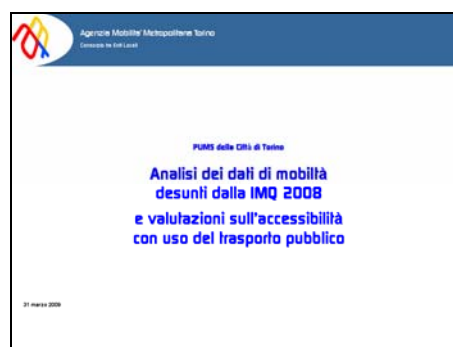 Agenzia Mobilita' Metropolitana Torino
Consorzio tra Enti Locali
PUMS della Città di Torino
Analisi dei dati di mobiltà
desunti dalla IMQ 2008
e valutazioni sull'accessibilità
con uso del trasporto pubblico
31 marzo 2009